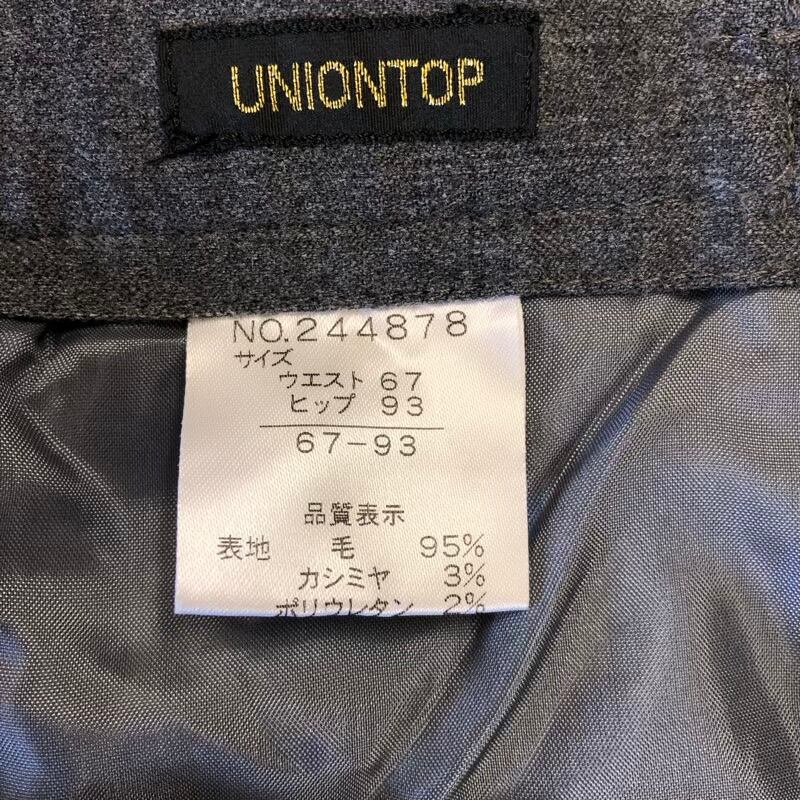 UNIONTOP
NO.244878
サイズ
ウエスト 67
ヒップ 93
67-93
品質表示
表地 毛 95%
カシミヤ 3%
ポリウレタン 2%